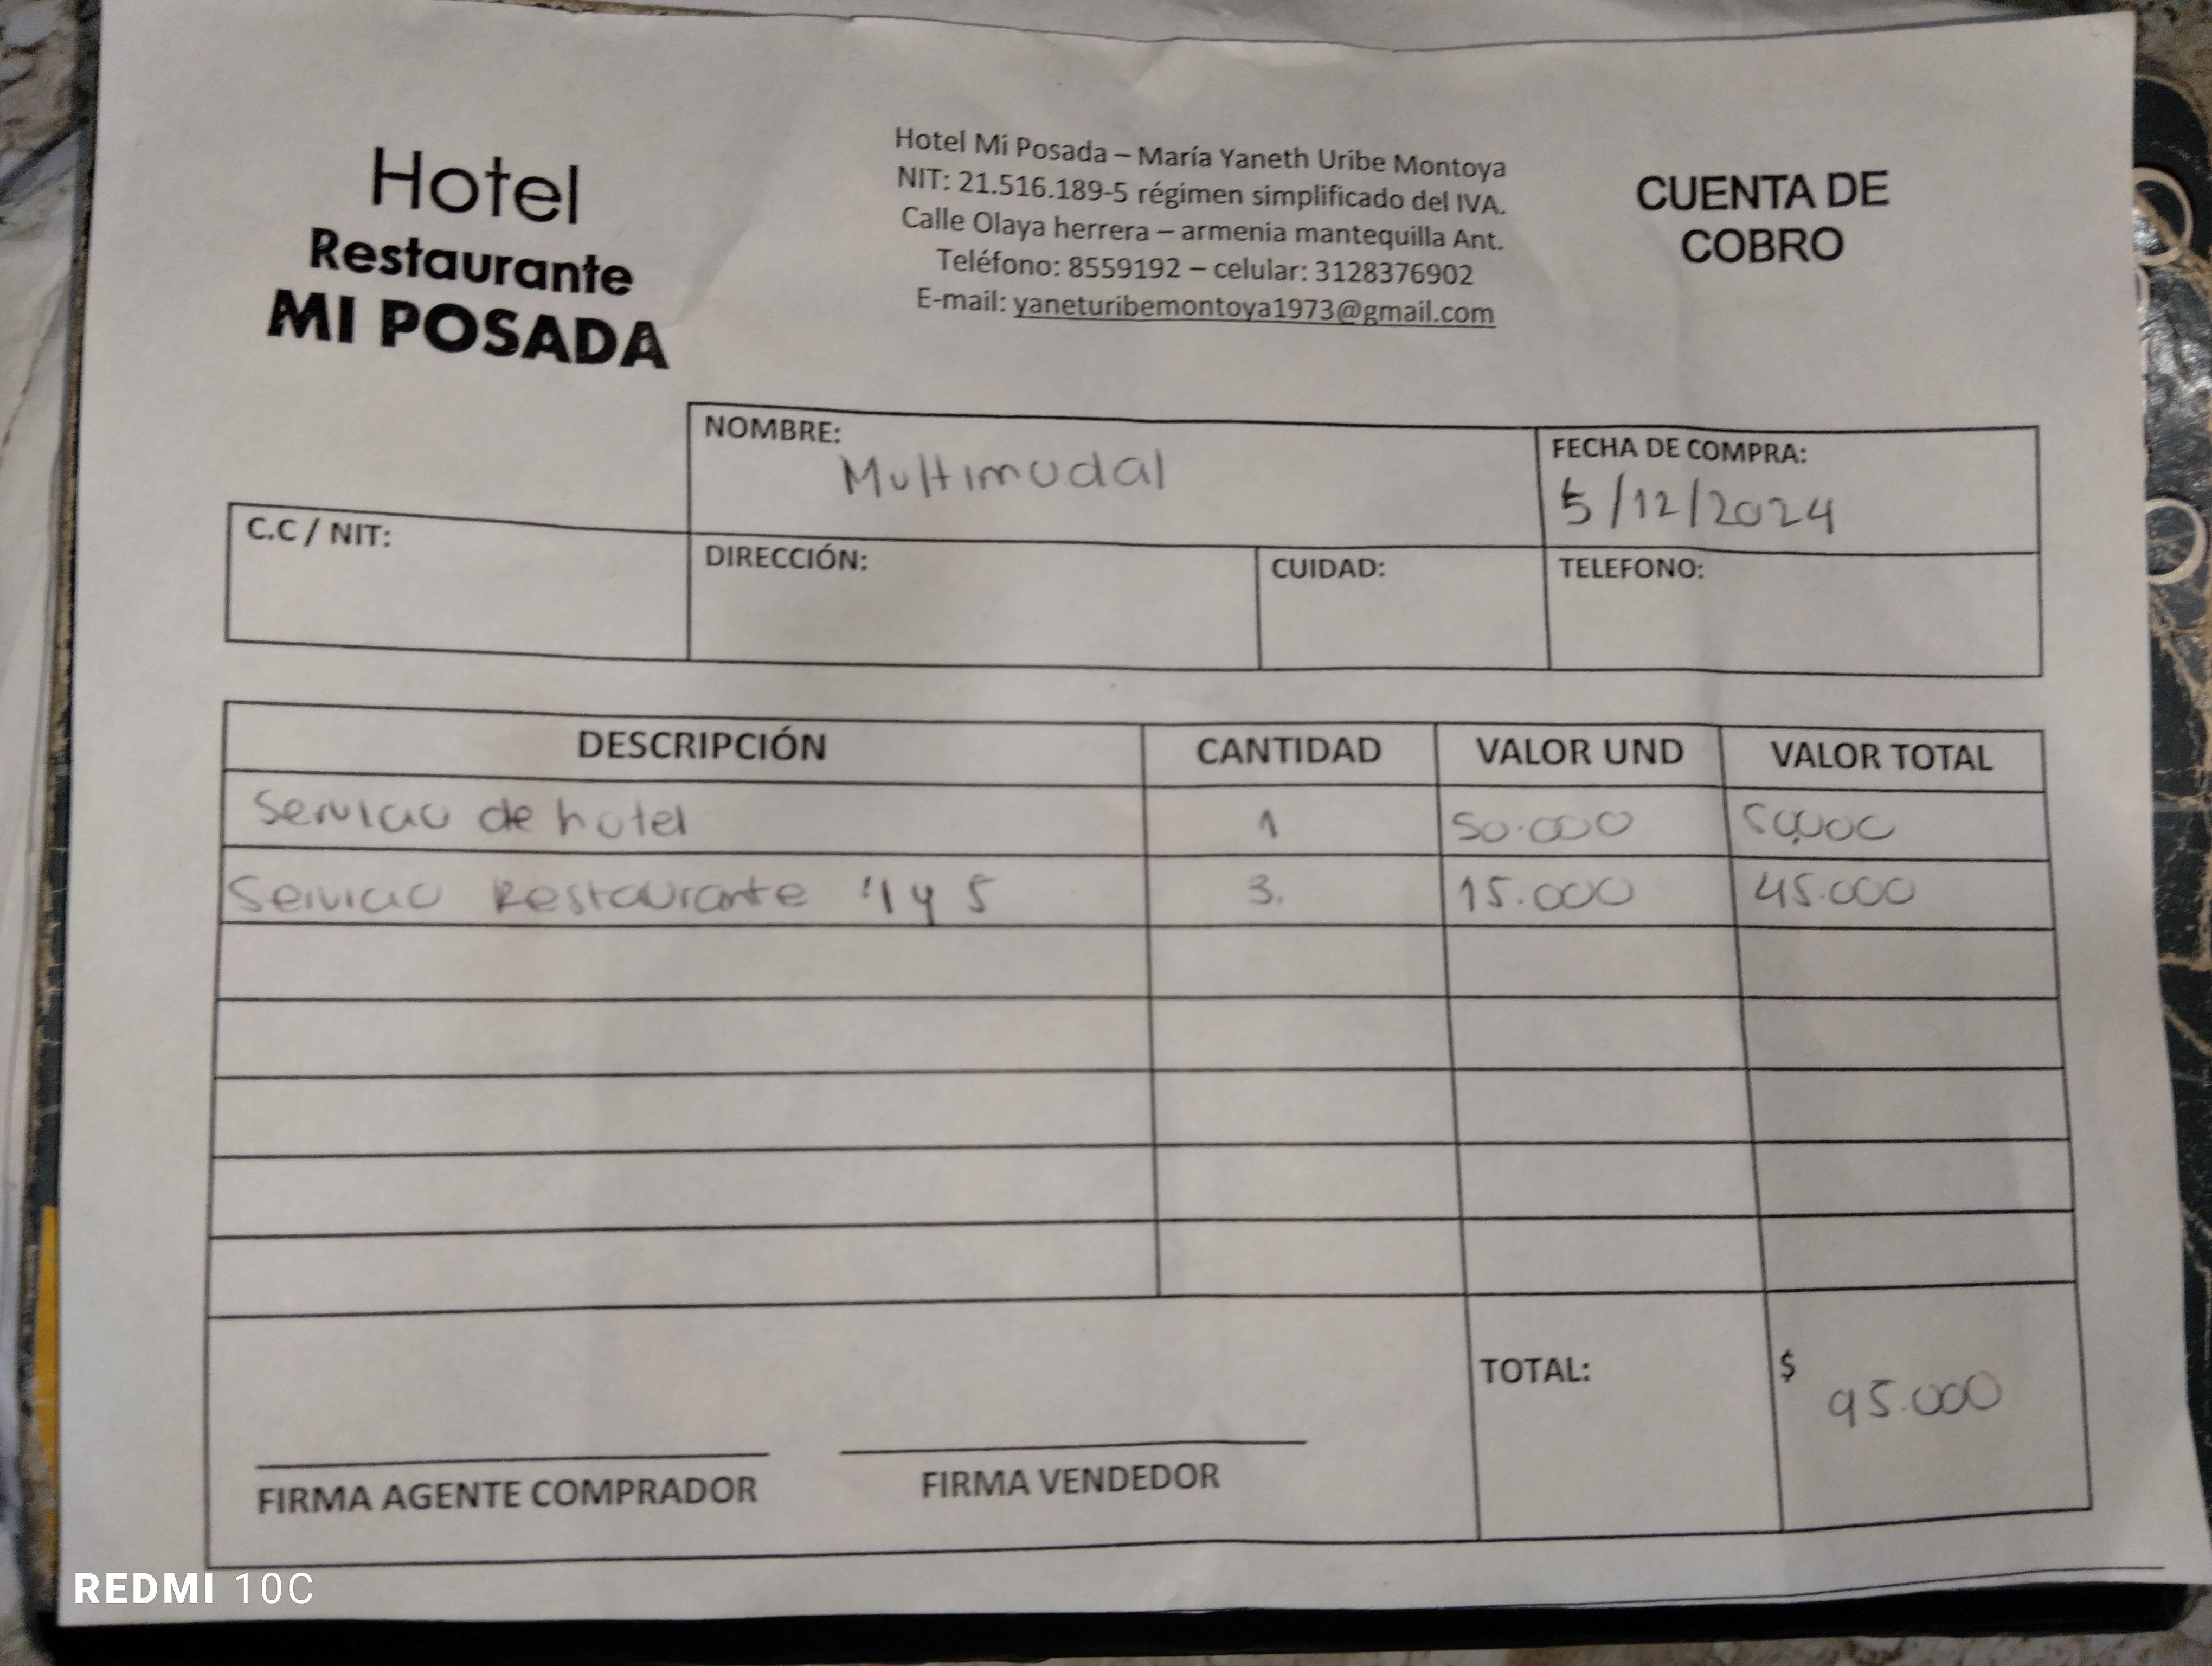 Hotel
Restaurante
MI POSADA
Hotel Mi Posada – María Yaneth Uribe Montoya
NIT: 21.516.189-5 régimen simplificado del IVA.
Calle Olaya herrera – armenia mantequilla Ant.
Teléfono: 8559192 – celular: 3128376902
E-mail: yaneturibemontoya1973@gmail.com
CUENTA DE
COBRO
NOMBRE:
Multimodal
FECHA DE COMPRA:
5/12/2024
C.C / NIT:
DIRECCIÓN:
CUIDAD:
TELEFONO:
DESCRIPCIÓN CANTIDAD VALOR UND VALOR TOTAL
Servicio de hotel 1 50.000 50.000
Servicio Restaurante 4 y 5 3. 15.000 45.000
TOTAL: $ 95.000
FIRMA AGENTE COMPRADOR FIRMA VENDEDOR
REDMI 10C